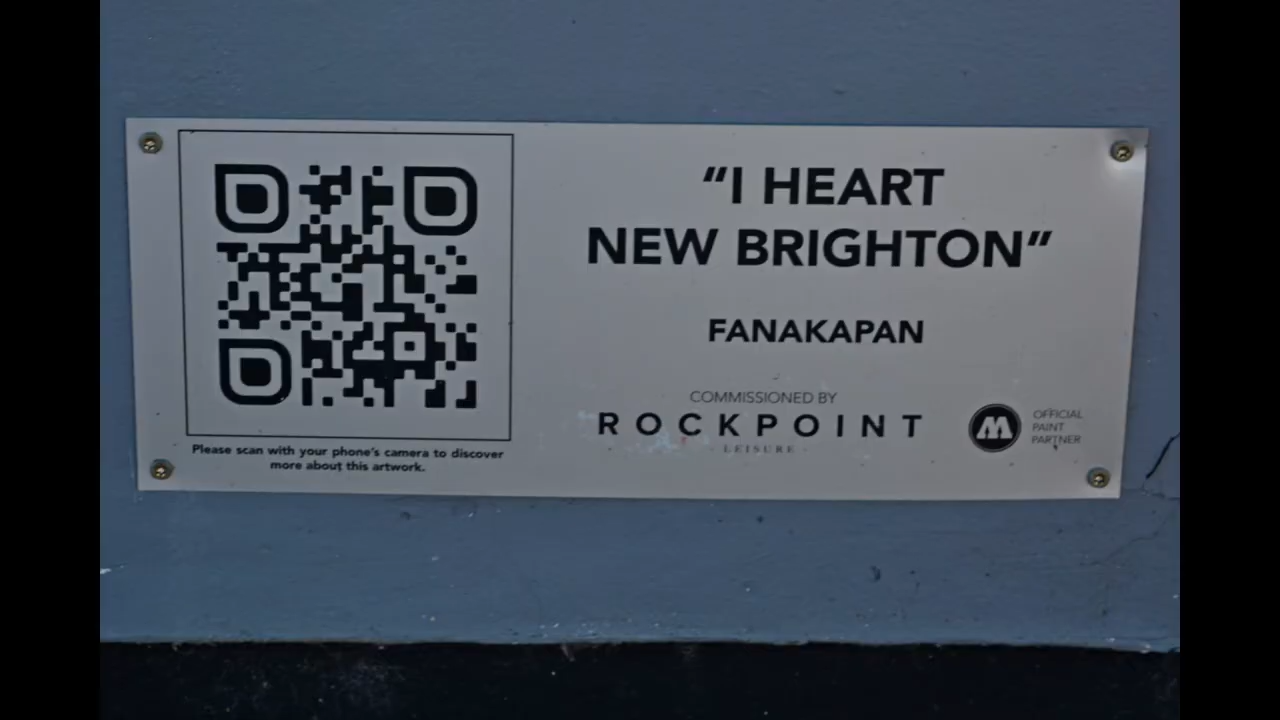 “I HEART
NEW BRIGHTON”
FANAKAPAN
COMMISSIONED BY
ROCKPOINT
- LEISURE -
M
OFFICIAL
PAINT
PARTNER
Please scan with your phone's camera to discover
more about this artwork.